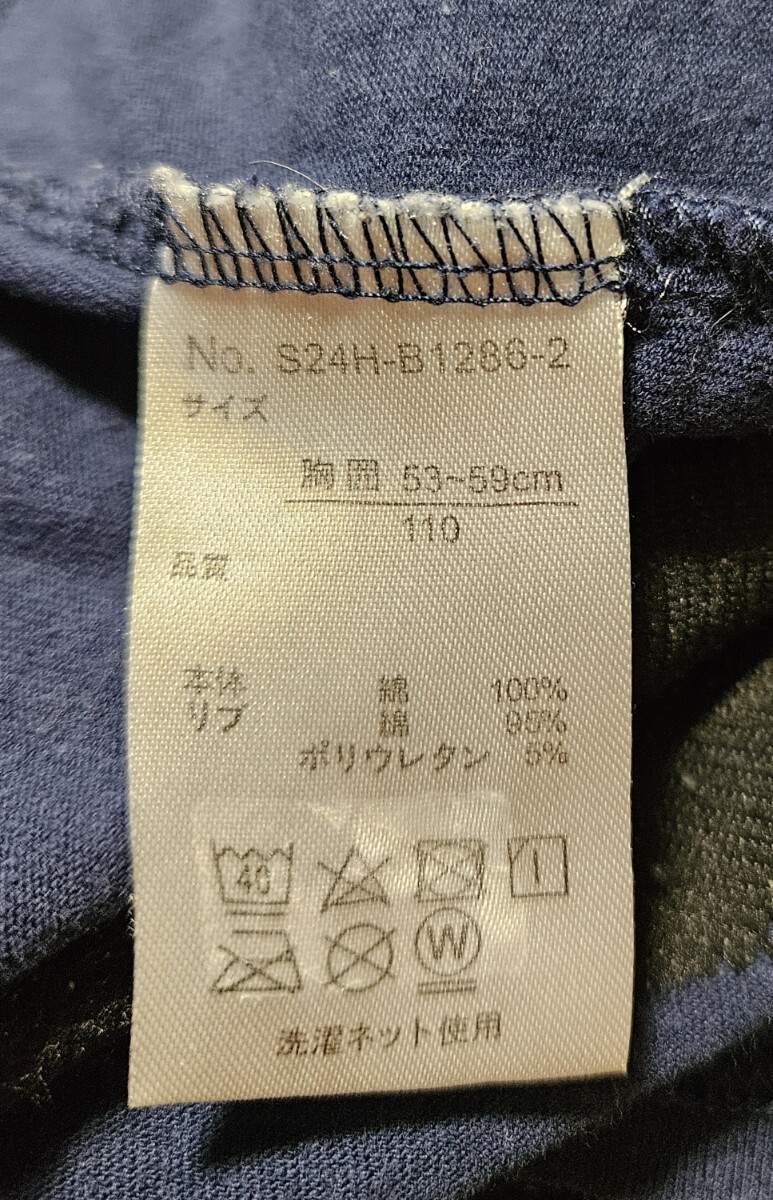 No. S24H-B1286-2
サイズ
胸囲 53~59cm
110
品質
本体 綿 100%
リブ 綿 95%
ポリウレタン 5%
40
W
洗濯ネット使用